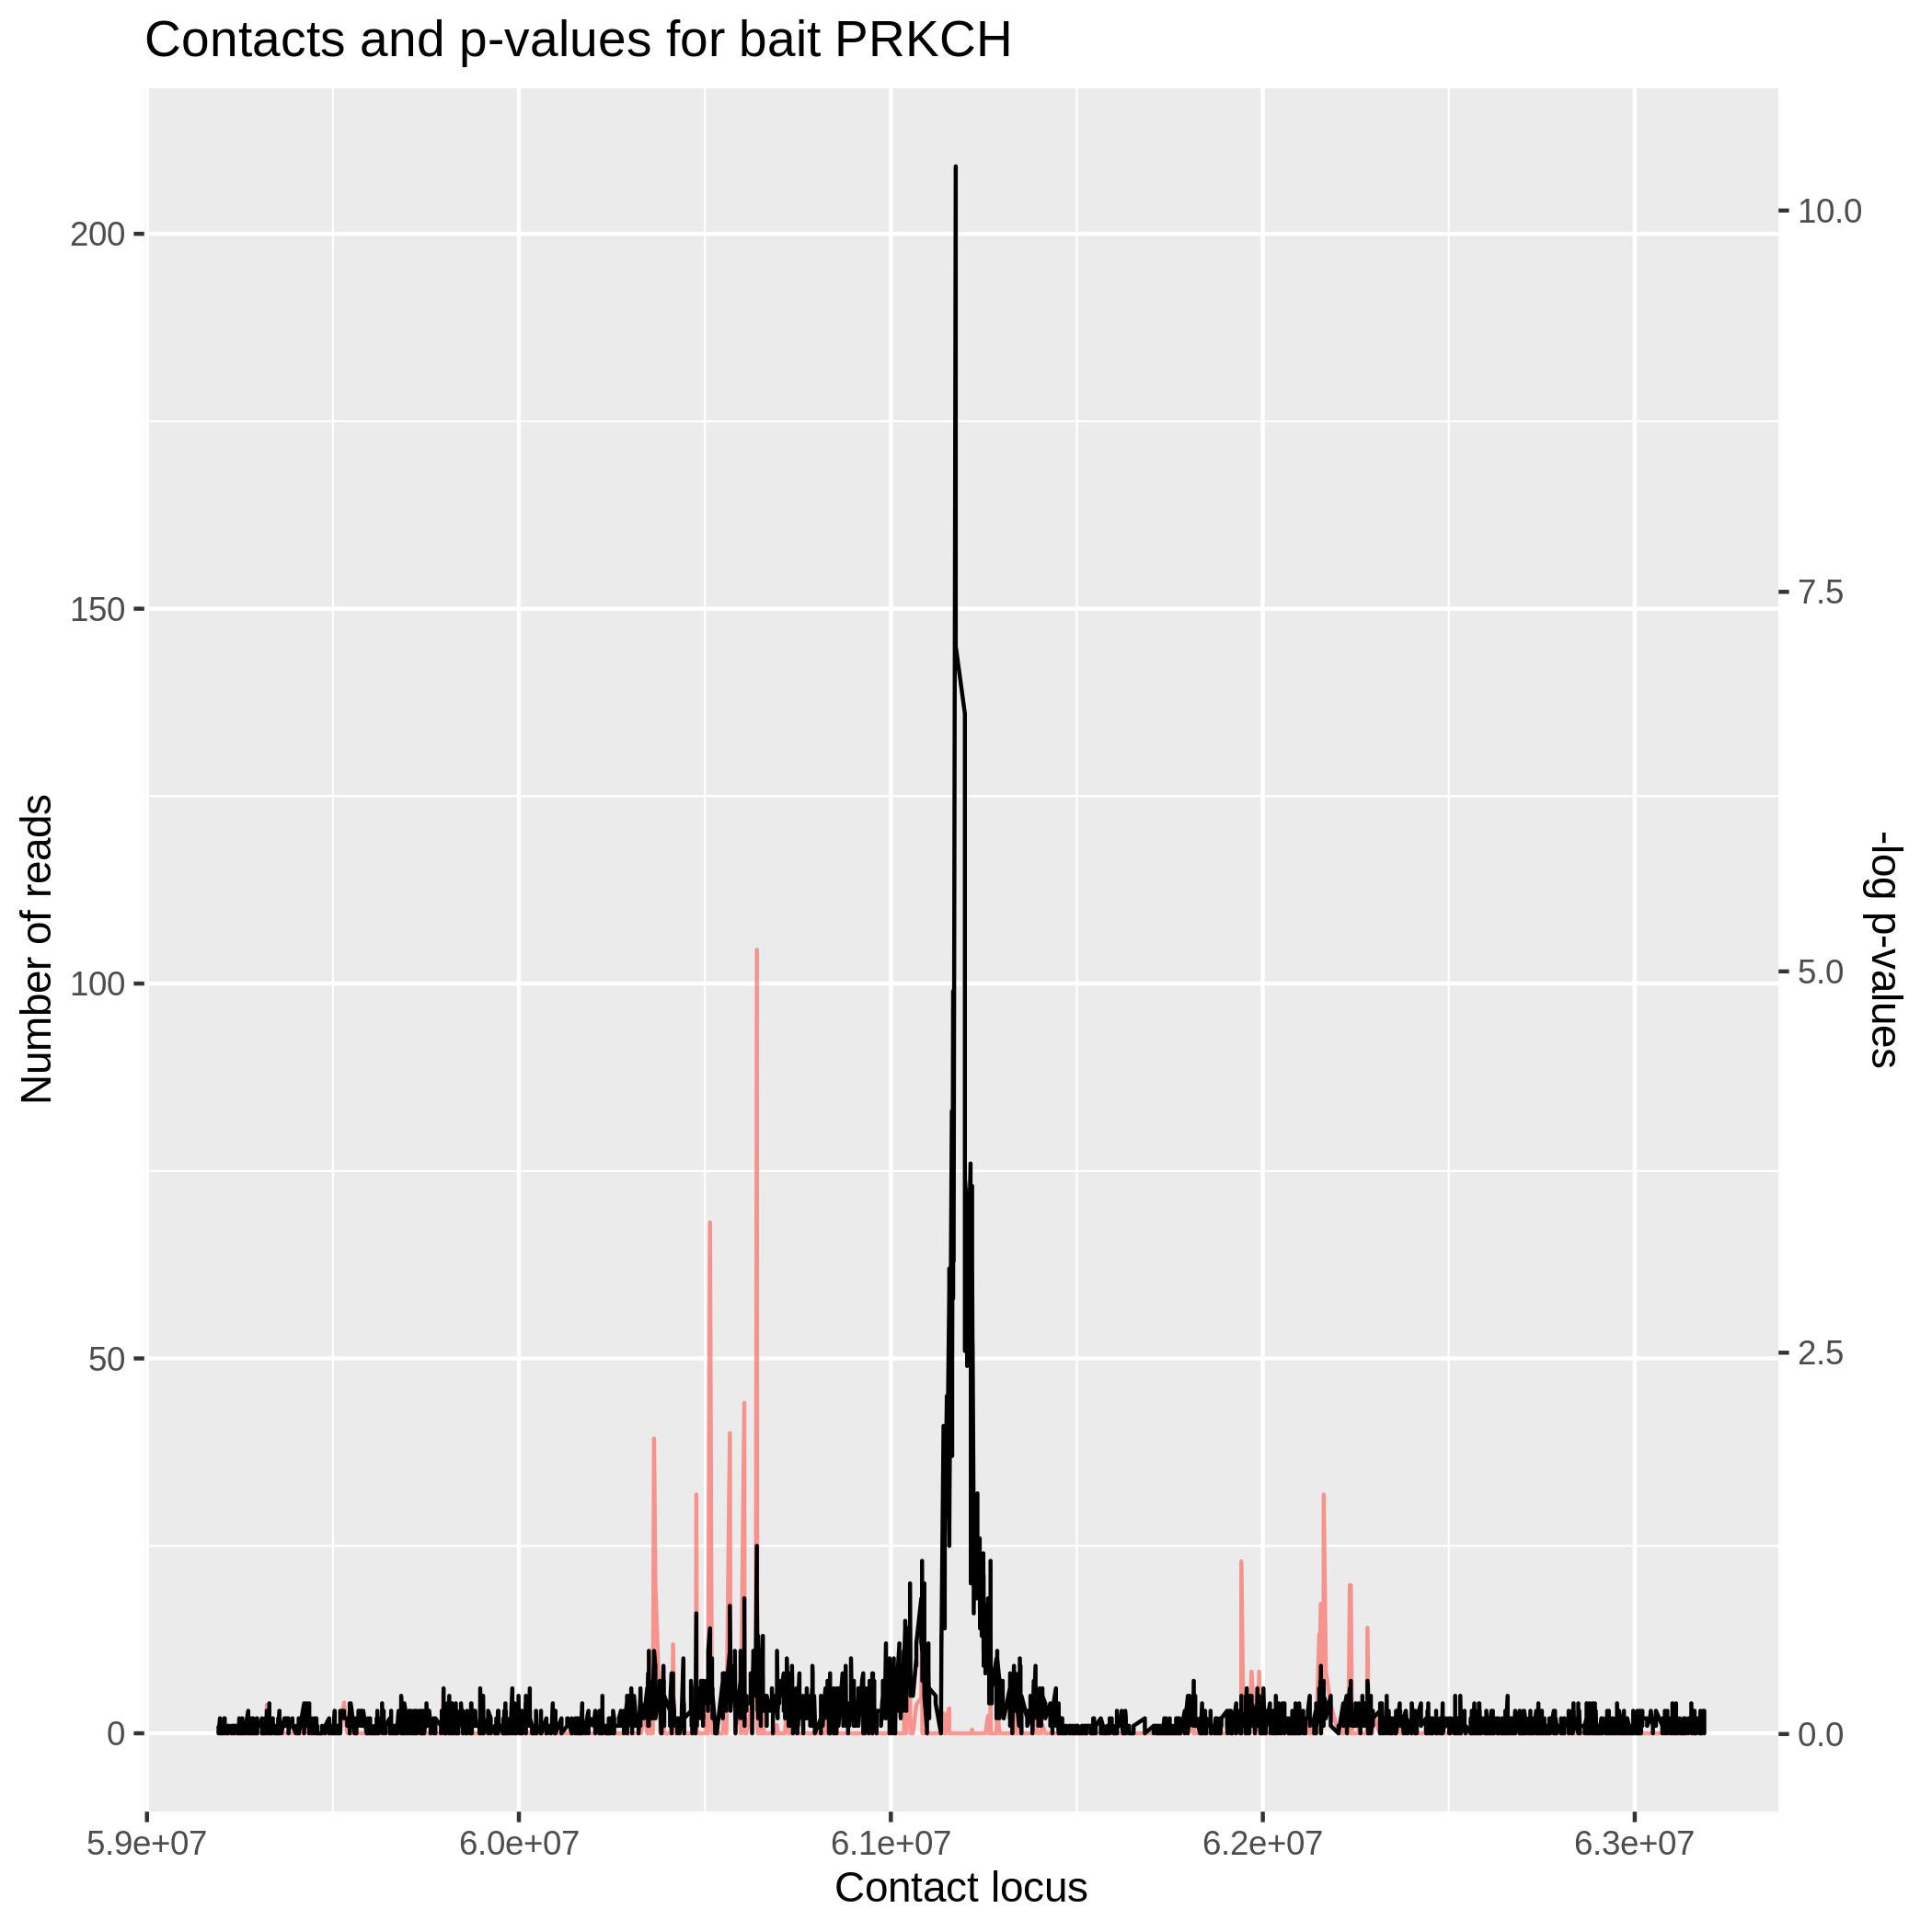 Contacts and p-values for bait PRKCH
200
150
100
50
0
Number of reads
10.0
7.5
5.0
2.5
0.0
-log p-values
5.9e+07
6.0e+07
6.1e+07
6.2e+07
6.3e+07
Contact locus